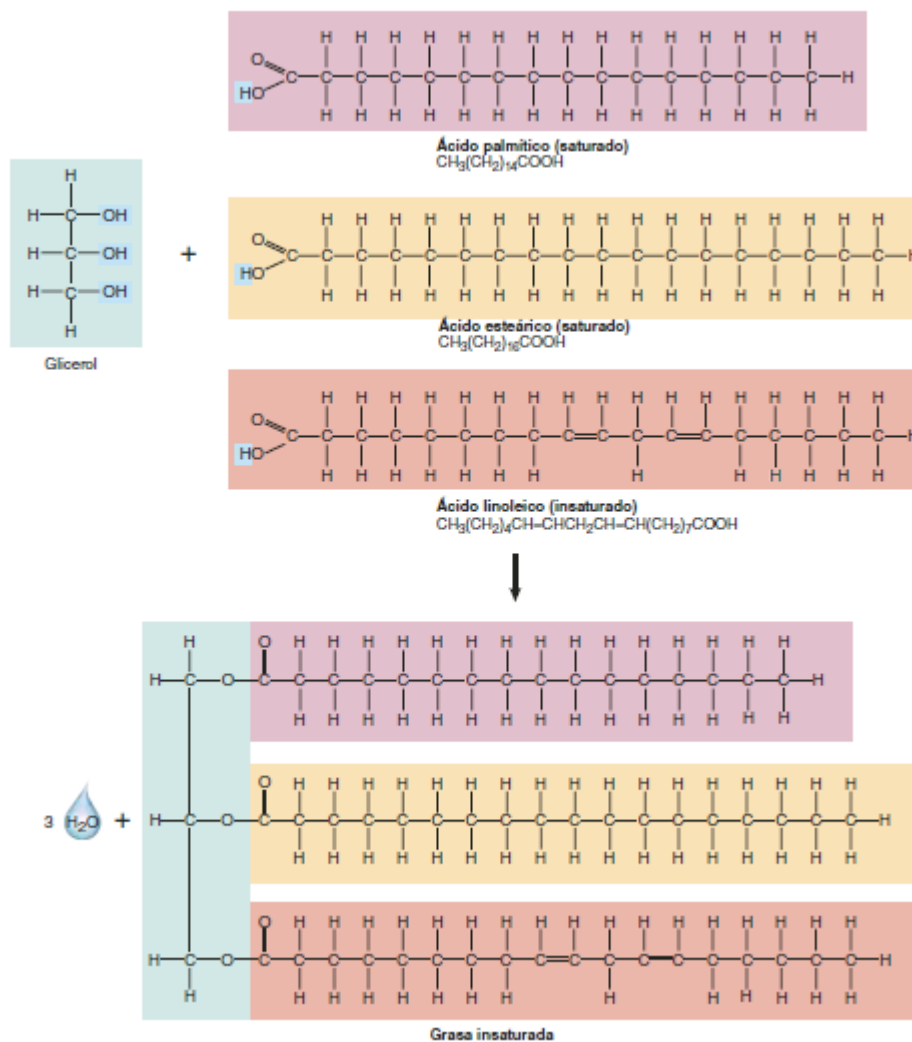 Ácido palmítico (saturado)
CH3(CH2)14COOH
Glicerol
+
Ácido esteárico (saturado)
CH3(CH2)16COOH
Ácido linoleico (insaturado)
CH3(CH2)4CH=CHCH2CH=CH(CH2)7COOH
3 H2O +
Grasa insaturada